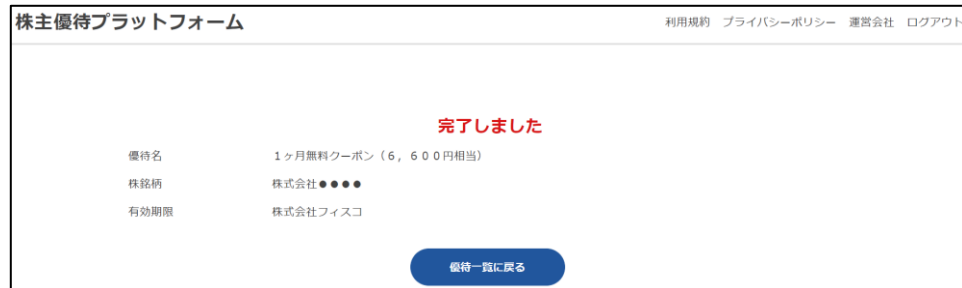 株主優待プラットフォーム 利用規約 プライバシーポリシー 運営会社 ログアウト
完了しました
優待名 1ヶ月無料クーポン（6，600円相当）
株銘柄 株式会社●●●●
有効期限 株式会社フィスコ
優待一覧に戻る